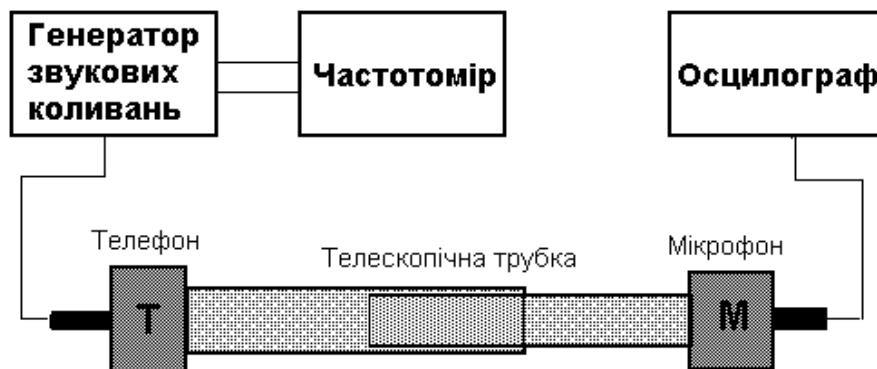 Генератор
звукових
коливань
Частотомір
Осцилограф
Телефон
Телескопічна трубка
Мікрофон
Т
М